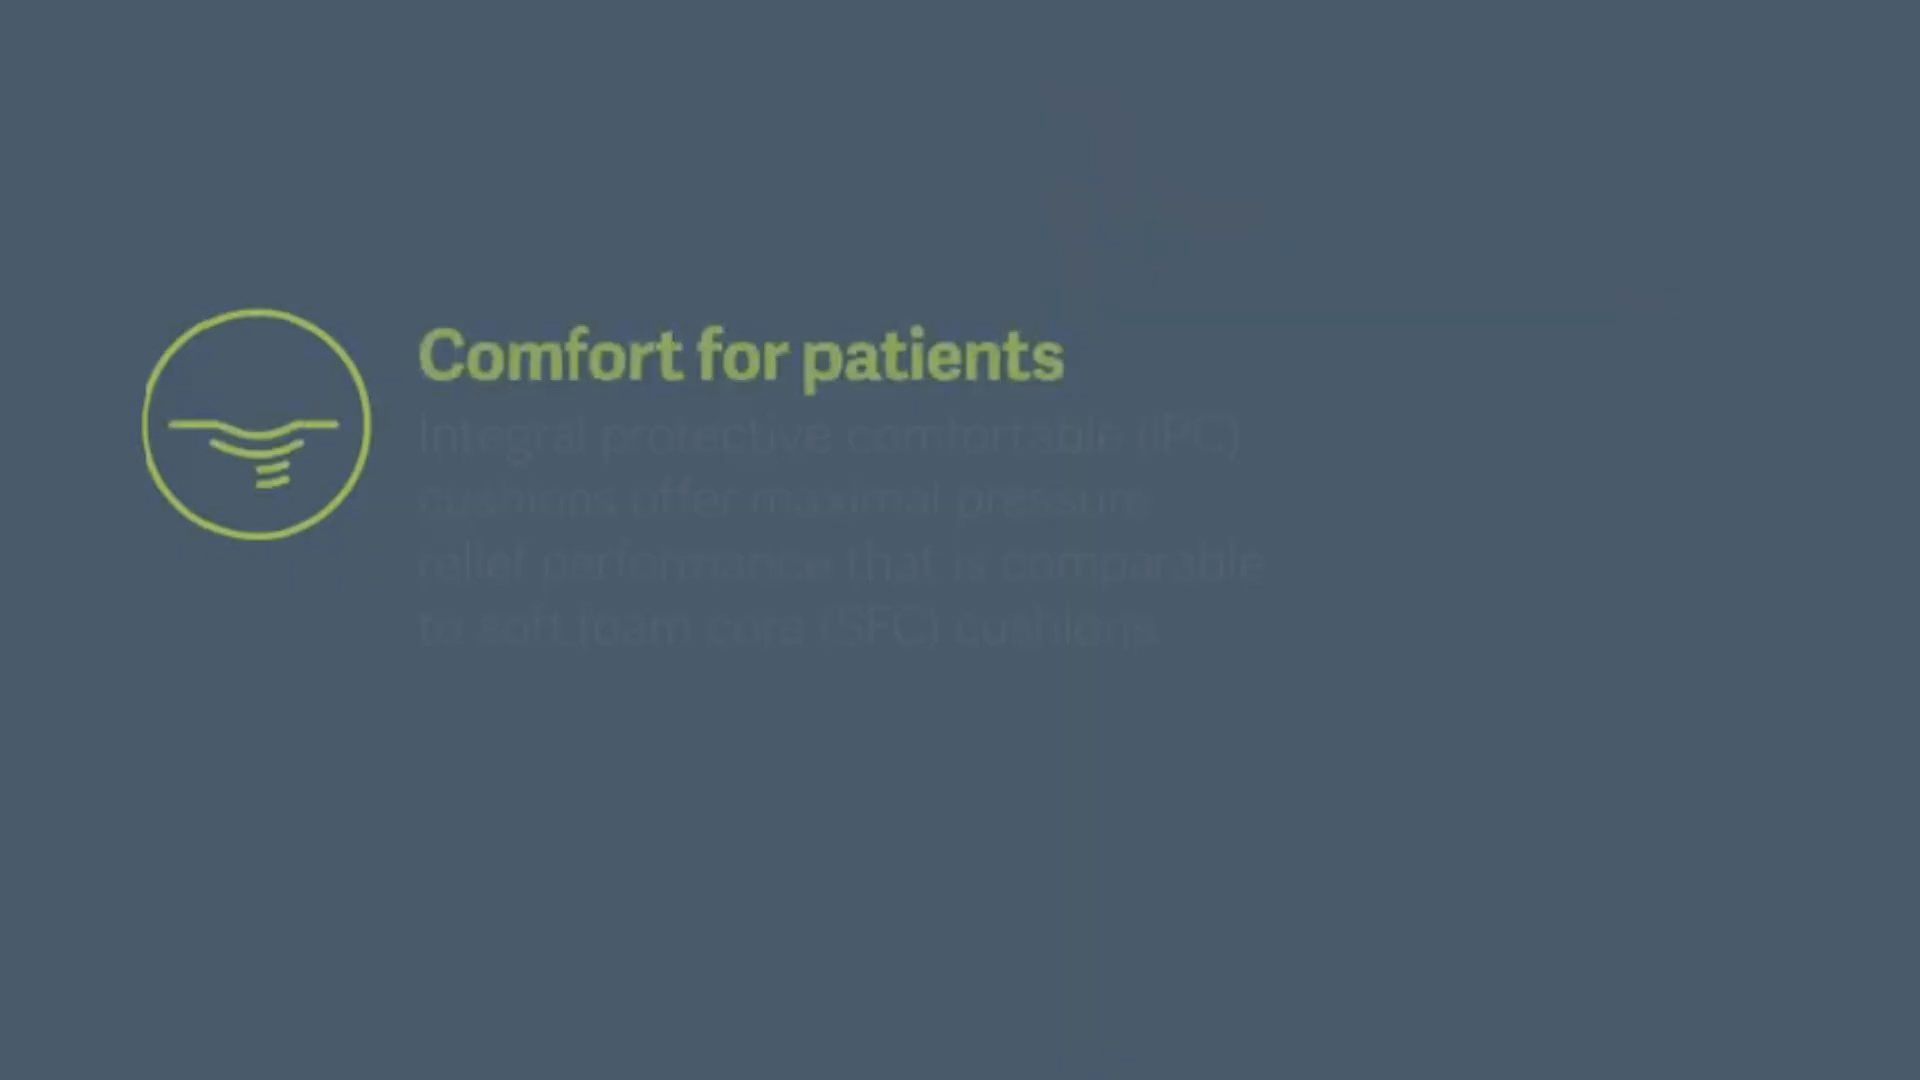 Comfort for patients
Integral protective comfortable (IPC)
cushions offer maximal pressure
relief performance that is comparable
to soft foam core (SFC) cushions.